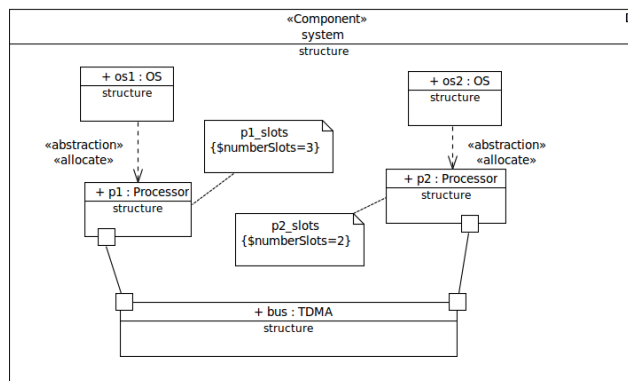 «Component»
system
structure
+ os1 : OS
structure
+ os2 : OS
structure
«abstraction»
«allocate»
p1_slots
{$numberSlots=3}
«abstraction»
«allocate»
+ p1 : Processor
structure
+ p2 : Processor
structure
p2_slots
{$numberSlots=2}
+ bus : TDMA
structure